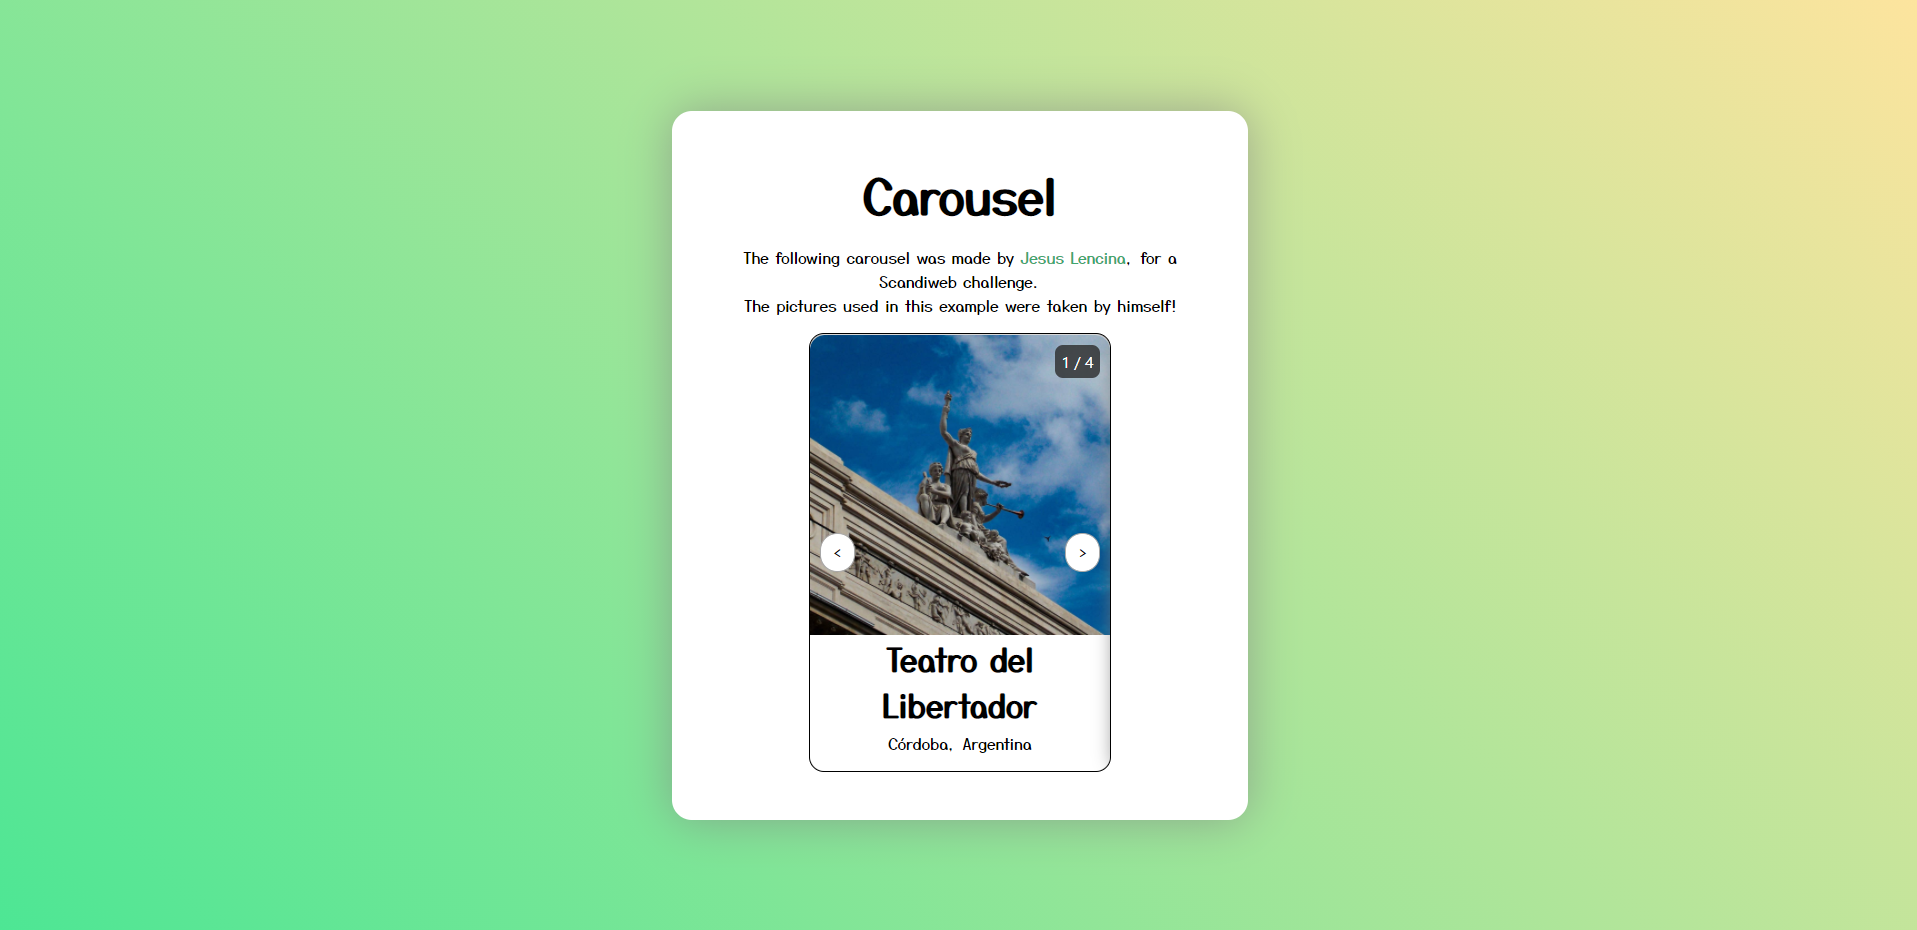 Carousel
The following carousel was made by Jesus Lencina, for a
Scandiweb challenge.
The pictures used in this example were taken by himself!
1 / 4
< >
Teatro del
Libertador
Córdoba, Argentina